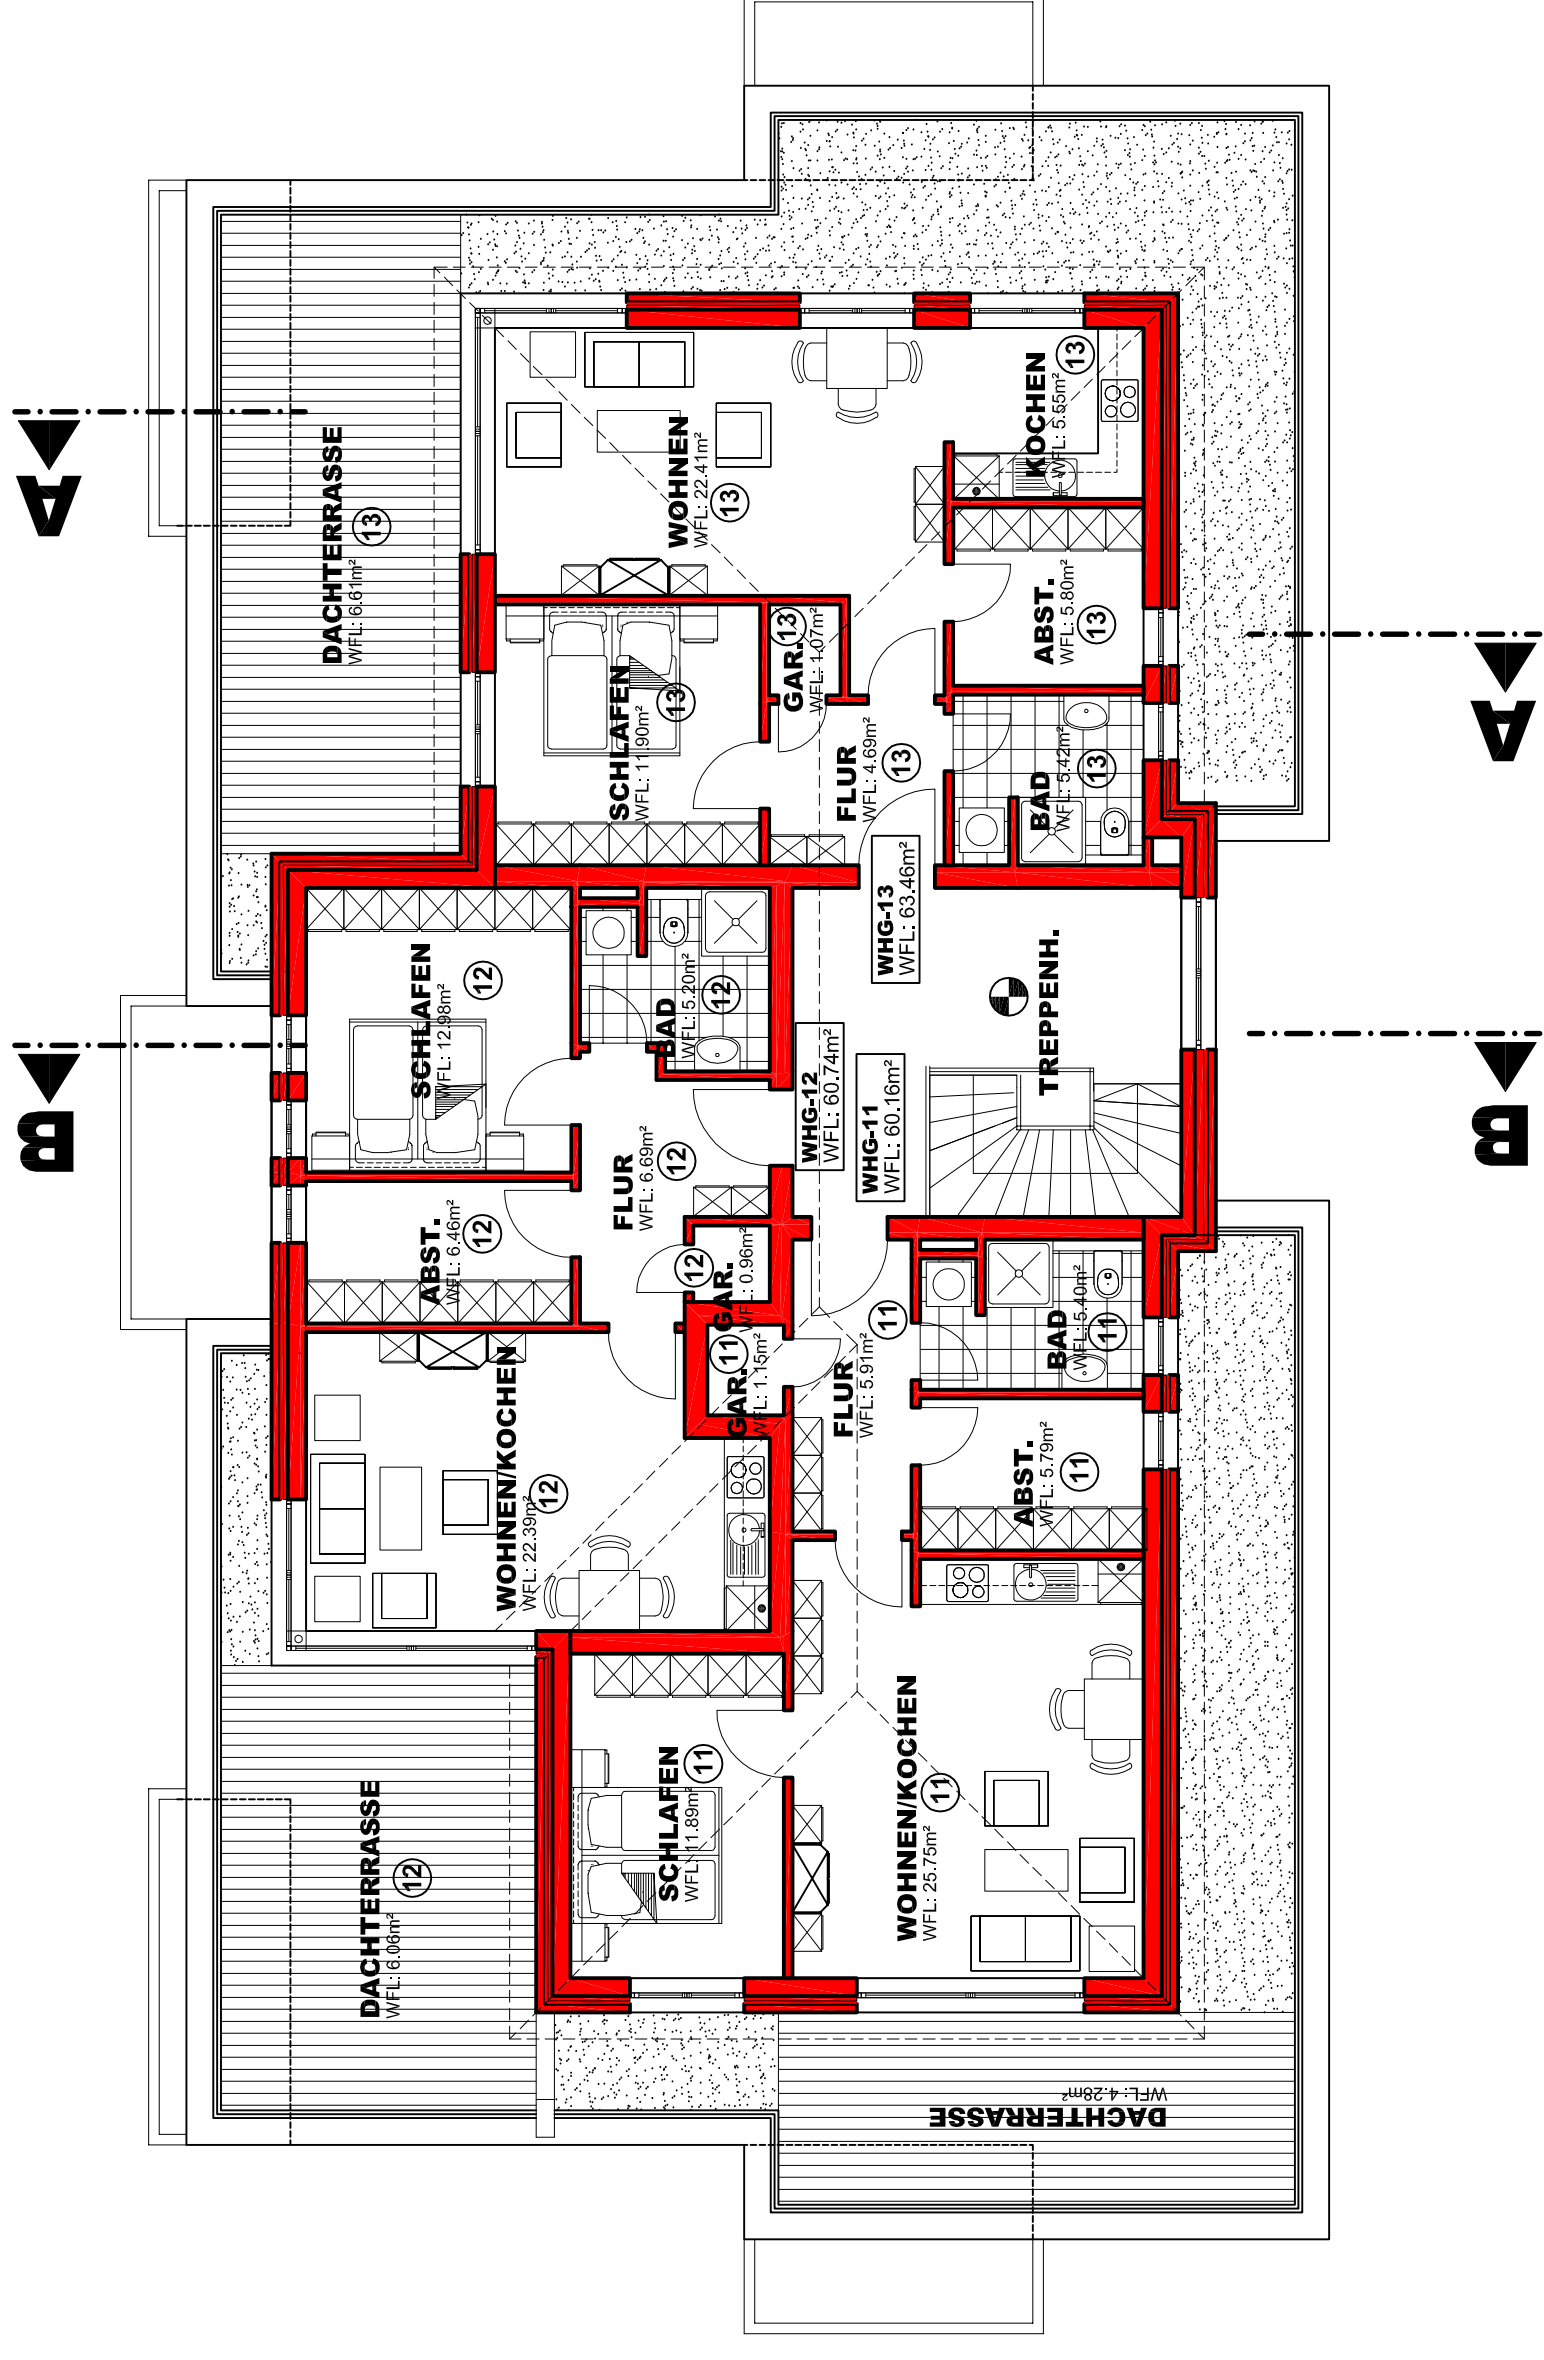 A
A
B
B
DACHTERRASSE
WFL: 6.61m²
13
WOHNEN
WFL: 22.41m²
13
KOCHEN
WFL: 5.55m²
13
SCHLAFEN
WFL: 11.90m²
13
GAR.
WFL: 1.07m²
13
ABST.
WFL: 5.80m²
13
FLUR
WFL: 4.69m²
13
BAD
WFL: 5.42m²
13
WHG-13
WFL: 63.46m²
SCHLAFEN
WFL: 12.98m²
12
BAD
WFL: 5.20m²
12
WHG-12
WFL: 60.74m²
WHG-11
WFL: 60.16m²
TREPPENH.
FLUR
WFL: 6.69m²
12
ABST.
WFL: 6.46m²
12
GAR.
WFL: 0.96m²
12
GAR.
WFL: 1.15m²
11
FLUR
WFL: 5.91m²
11
BAD
WFL: 5.40m²
11
WOHNEN/KOCHEN
WFL: 22.39m²
12
ABST.
WFL: 5.79m²
11
SCHLAFEN
WFL: 11.89m²
11
WOHNEN/KOCHEN
WFL: 25.75m²
11
DACHTERRASSE
WFL: 6.06m²
12
DACHTERRASSE
WFL: 4.28m²